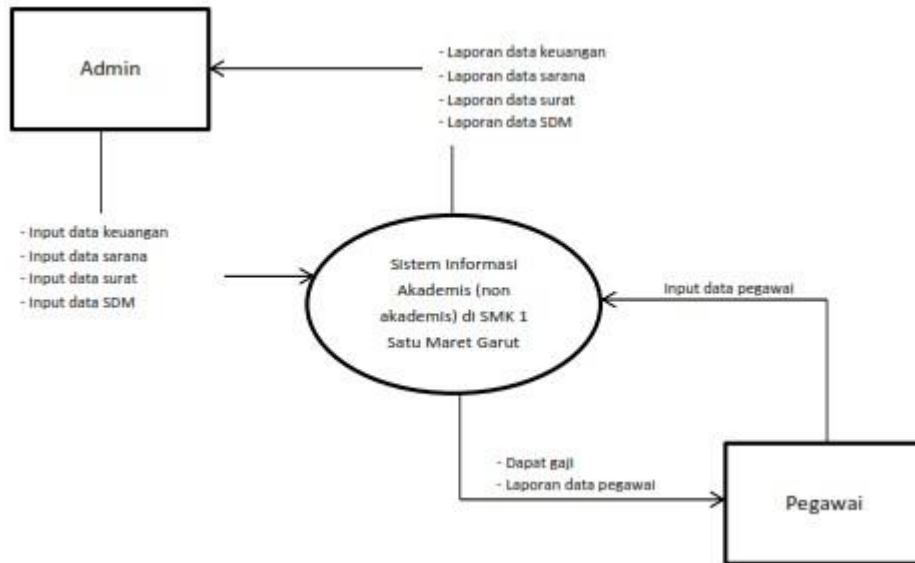 Admin
- Laporan data keuangan
- Laporan data sarana
- Laporan data surat
- Laporan data SDM
- Input data keuangan
- Input data sarana
- Input data surat
- Input data SDM
Sistem Informasi
Akademis (non
akademis) di SMK 1
Satu Maret Garut
Input data pegawai
- Dapat gaji
- Laporan data pegawai
Pegawai